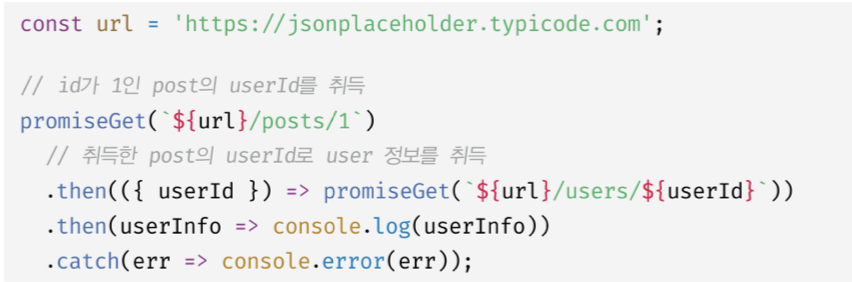 const url = 'https://jsonplaceholder.typicode.com';
// id가 1인 post의 userId를 취득
promiseGet(`${url}/posts/1`)
// 취득한 post의 userId로 user 정보를 취득
.then(({ userId }) => promiseGet(`${url}/users/${userId}`))
.then(userInfo => console.log(userInfo))
.catch(err => console.error(err));